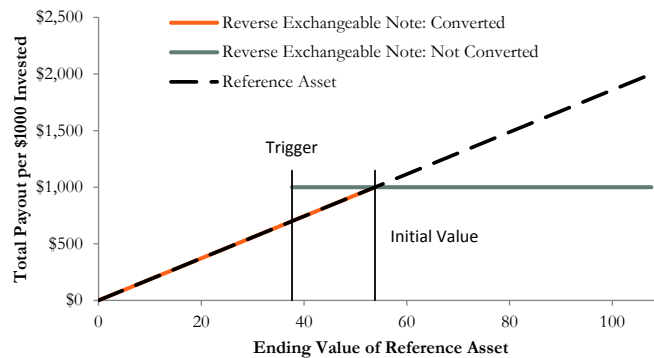 $2,500
$2,000
$1,500
$1,000
$500
$0
Total Payout per $1000 Invested
Reverse Exchangeable Note: Converted
Reverse Exchangeable Note: Not Converted
Reference Asset
Trigger
Initial Value
0 20 40 60 80 100
Ending Value of Reference Asset